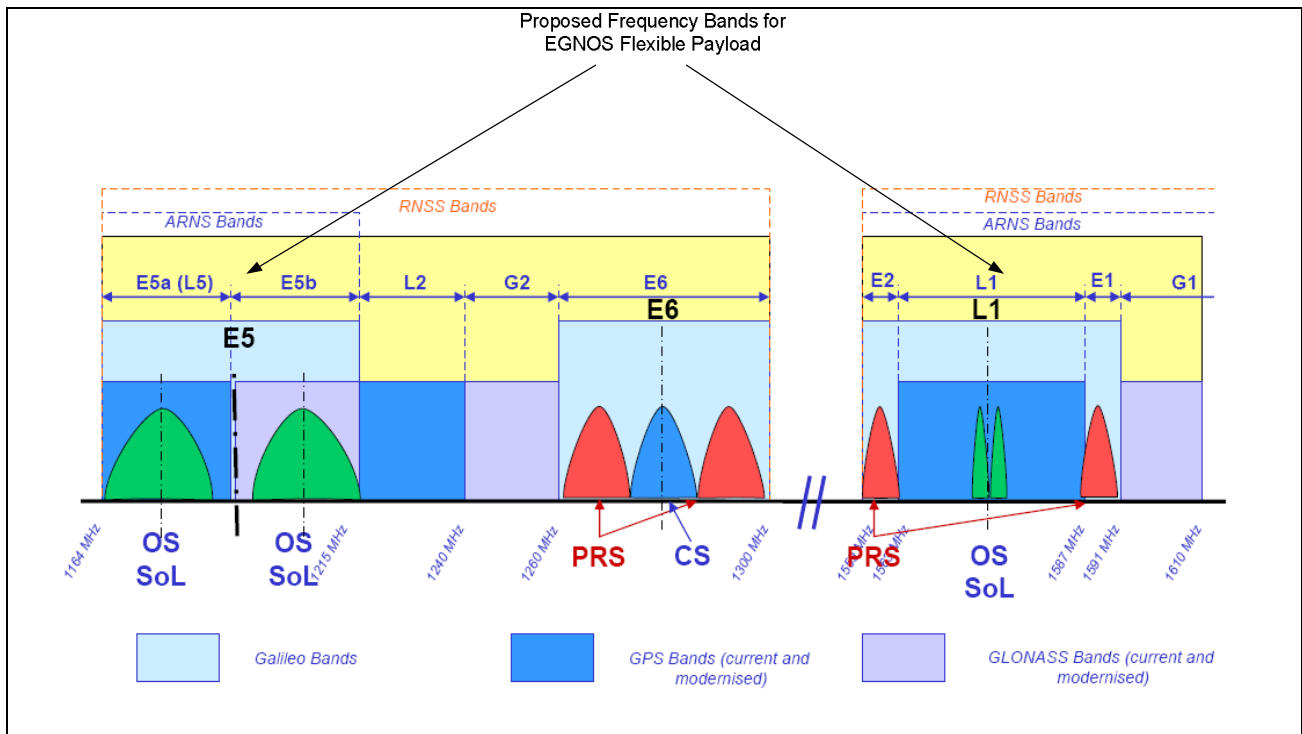 Proposed Frequency Bands for
EGNOS Flexible Payload
RNSS Bands
ARNS Bands
RNSS Bands
ARNS Bands
E5a (L5)
E5b
L2
G2
E6
E2
L1
E1
G1
E5
E6
L1
1164 MHz
OS
SoL
OS
SoL
1215 MHz
1240 MHz
1260 MHz
PRS
CS
1300 MHz
PRS
OS
SoL
1587 MHz
1591 MHz
1610 MHz
Galileo Bands
GPS Bands (current and
modernised)
GLONASS Bands (current and
modernised)